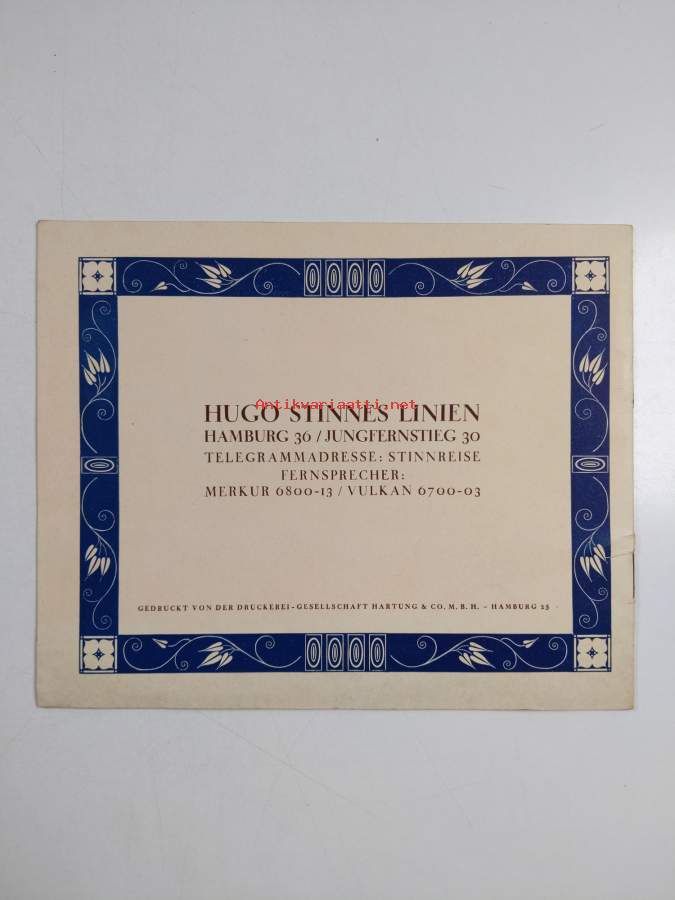 Antikvariaatti.net
HUGO STINNES LINIEN
HAMBURG 36 / JUNGFERNSTIEG 30
TELEGRAMMADRESSE: STINNREISE
FERNSPRECHER:
MERKUR 6800-13 / VULKAN 6700-03
GEDRUCKT VON DER DRUCKEREI-GESELLSCHAFT HARTUNG & CO. M. B. H. - HAMBURG 25